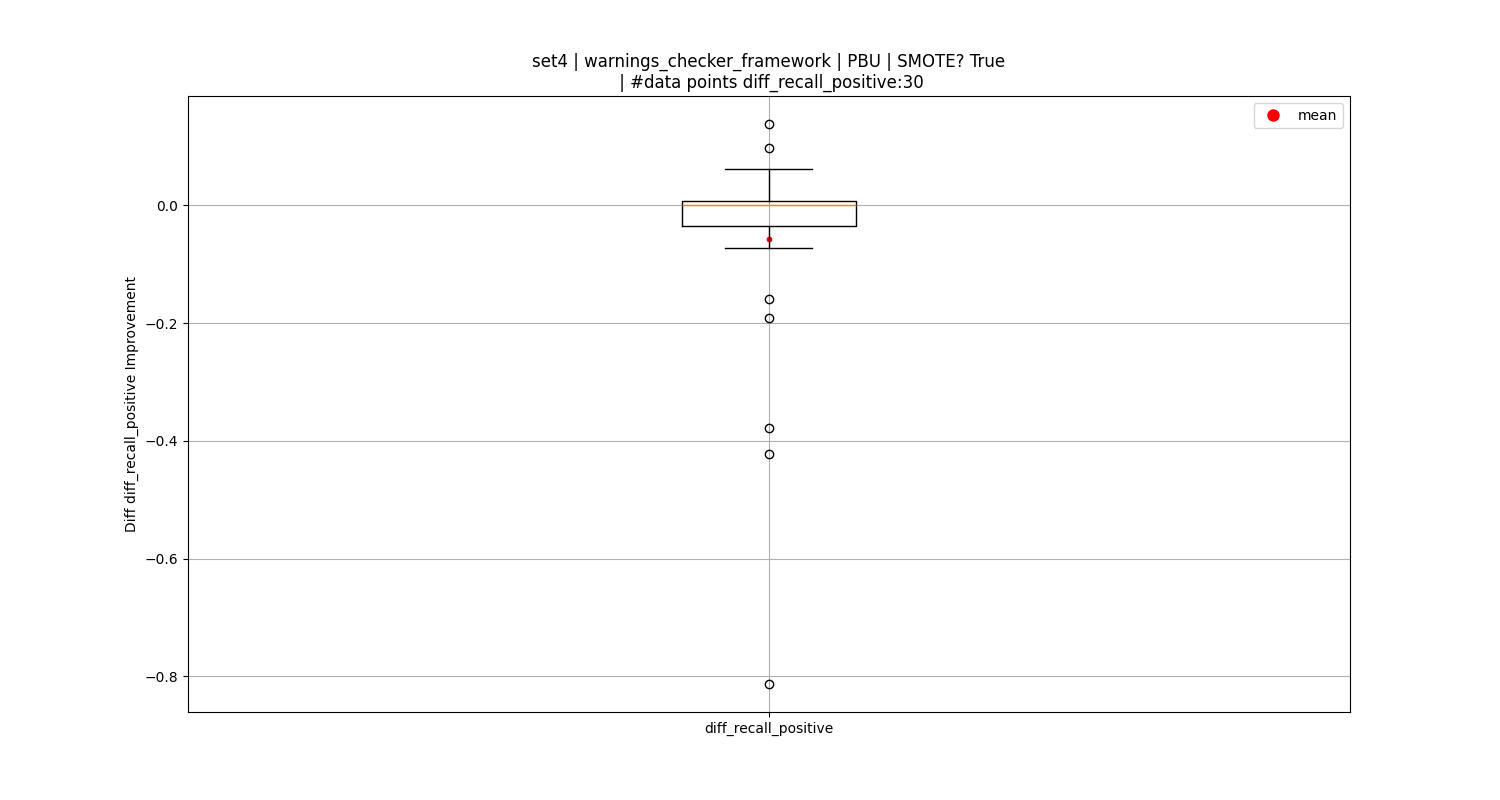 set4 | warnings_checker_framework | PBU | SMOTE? True
| #data points diff_recall_positive:30
mean
0.0
−0.2
−0.4
−0.6
−0.8
Diff diff_recall_positive Improvement
diff_recall_positive